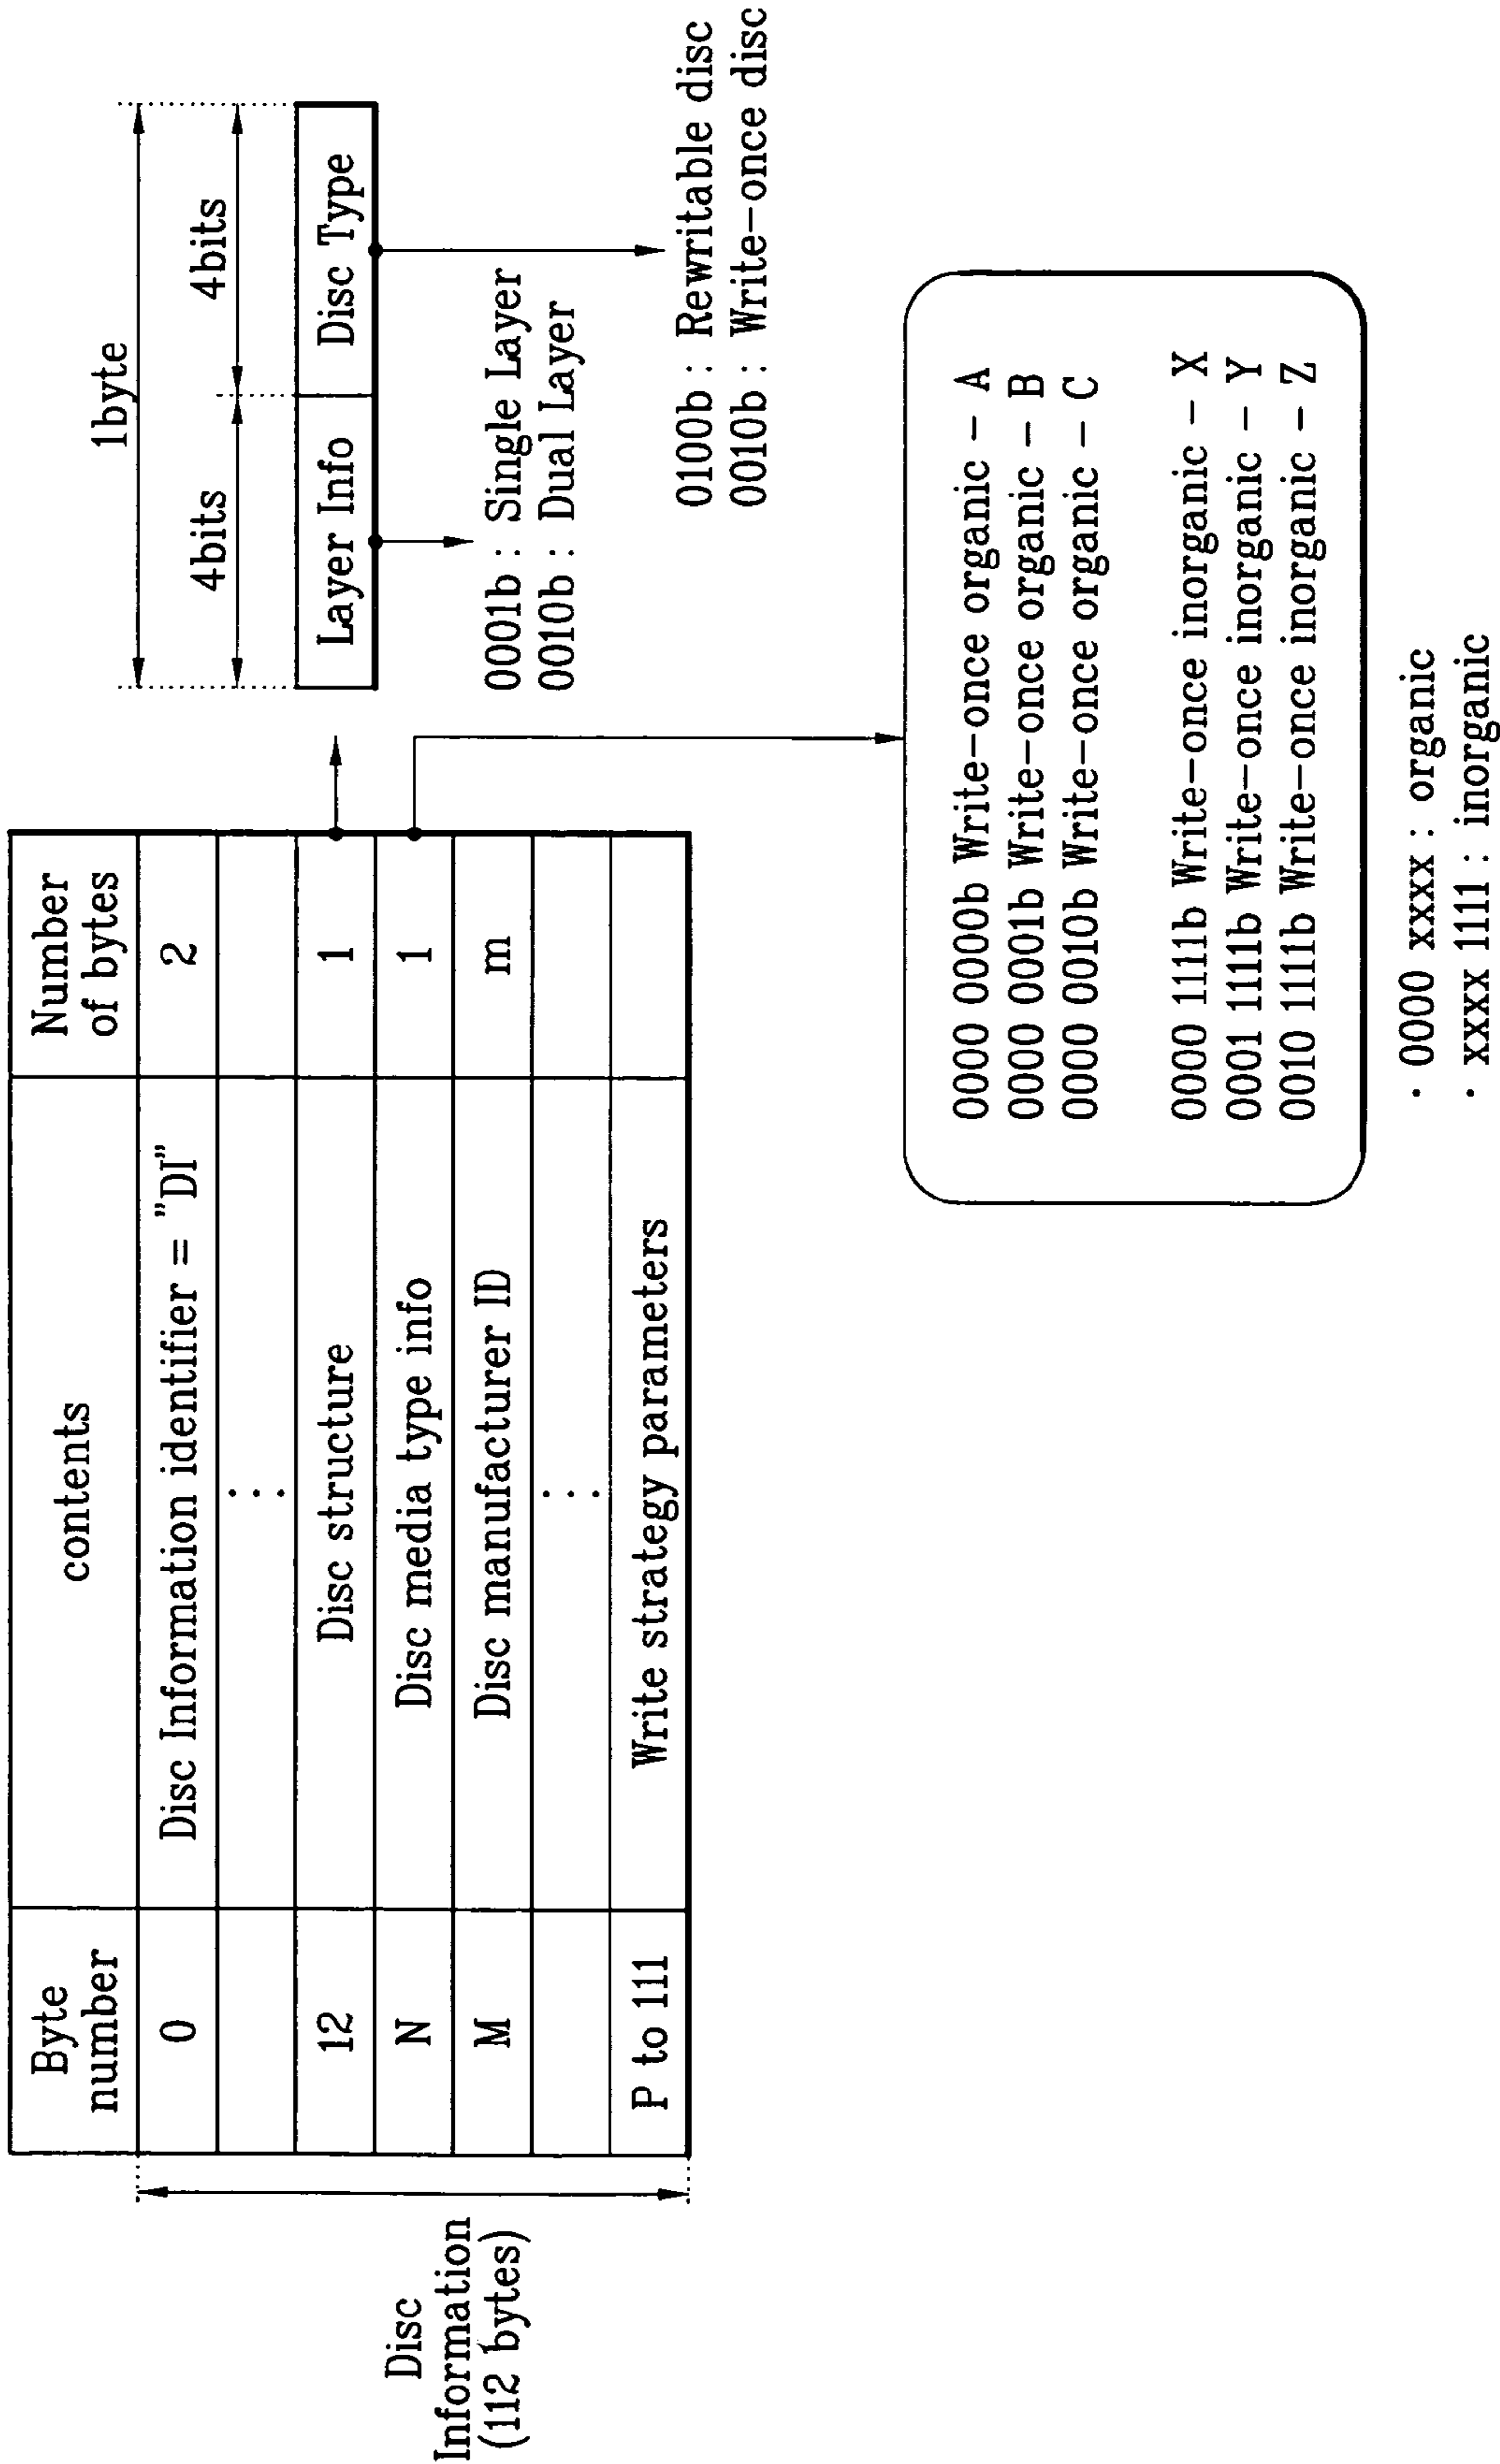 Byte
number
contents
Number
of bytes
0
Disc Information identifier = "DI"
2
⋮
12
Disc structure
1
N
Disc media type info
1
M
Disc manufacturer ID
m
⋮
P to 111
Write strategy parameters
Disc
Information
(112 bytes)
1byte
4bits
4bits
Layer Info
Disc Type
0001b : Single Layer
0010b : Dual Layer
0100b : Rewritable disc
0010b : Write-once disc
0000 0000b Write-once organic - A
0000 0001b Write-once organic - B
0000 0010b Write-once organic - C
0000 1111b Write-once inorganic - X
0001 1111b Write-once inorganic - Y
0010 1111b Write-once inorganic - Z
· 0000 xxxx : organic
· xxxx 1111 : inorganic